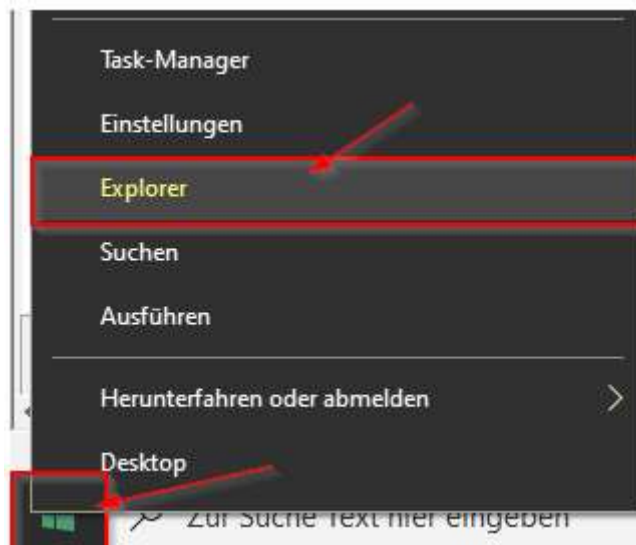 Task-Manager
Einstellungen
Explorer
Suchen
Ausführen
Herunterfahren oder abmelden
Desktop
Zur Suche Text hier eingeben